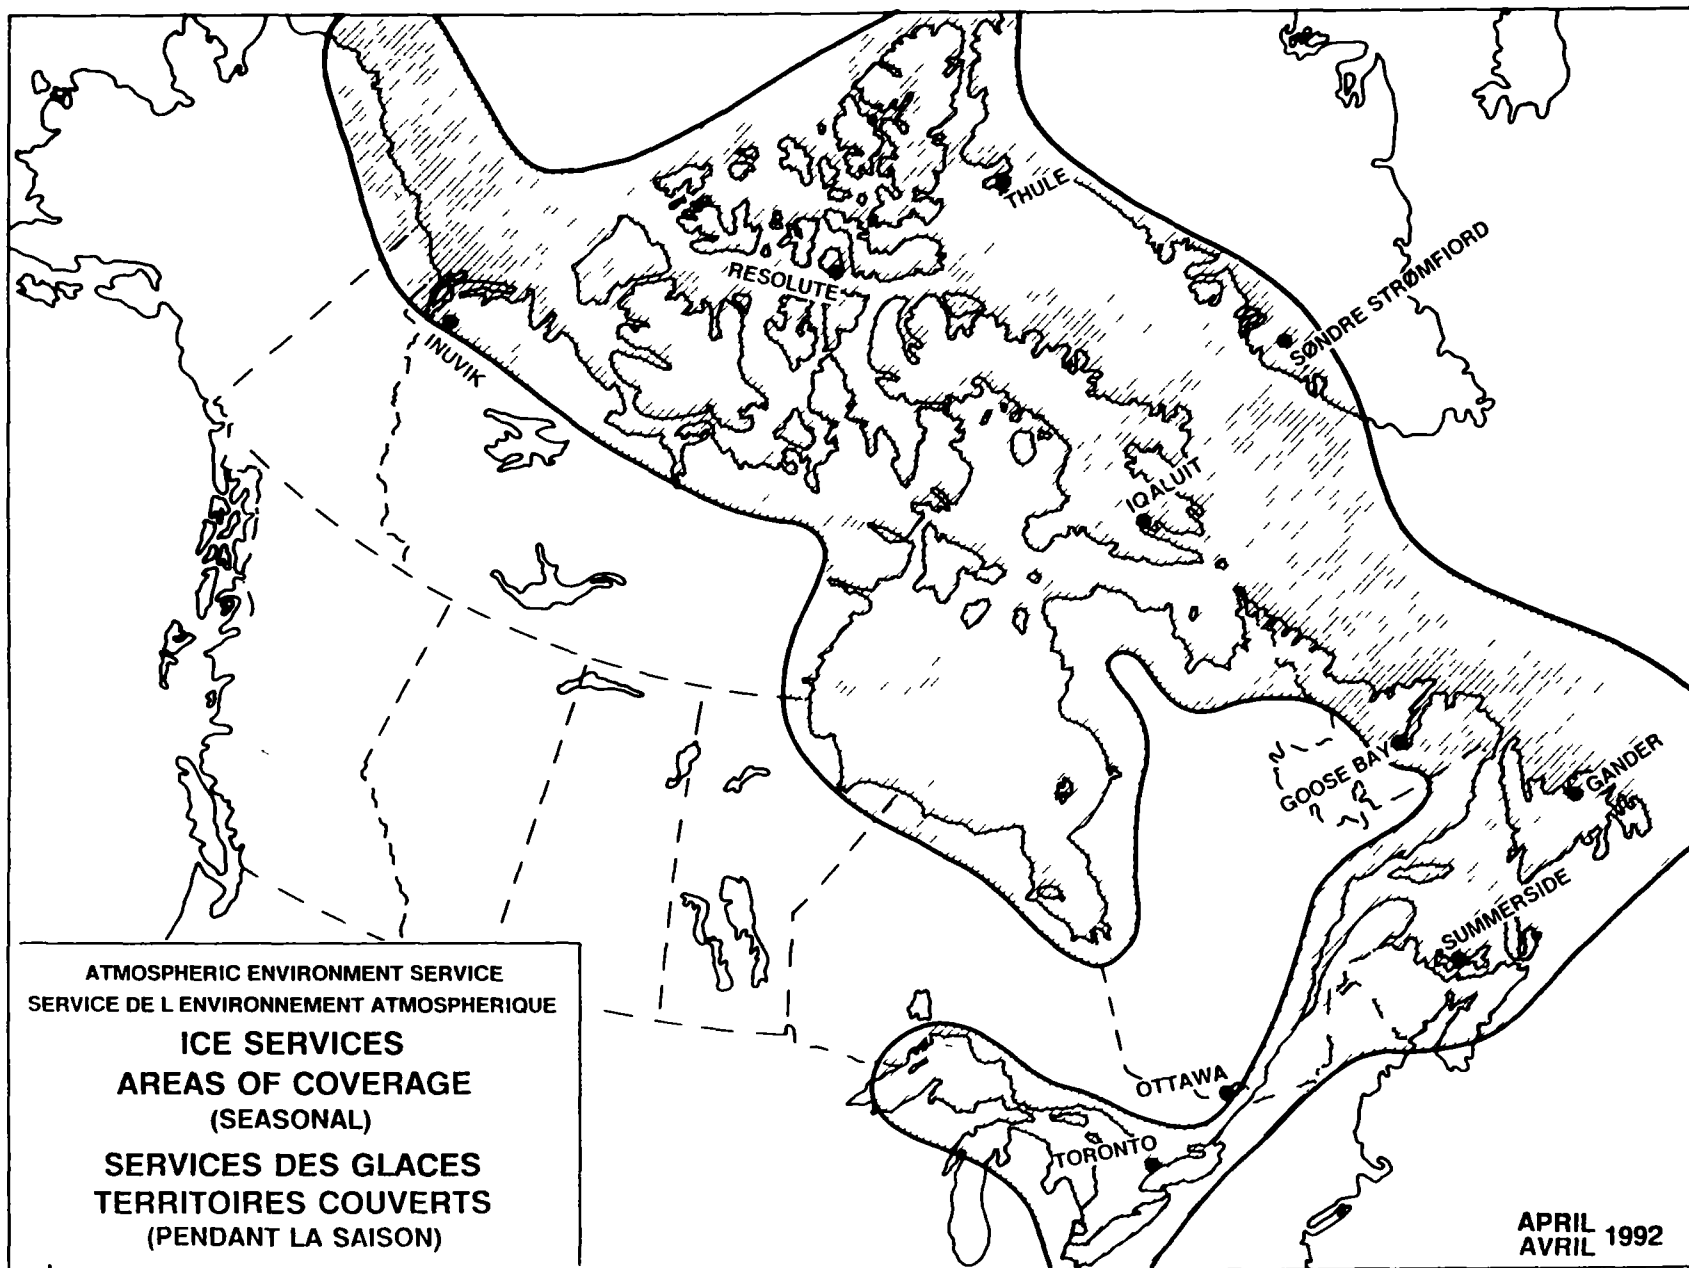 THULE
SØNDRE STRØMFIORD
RESOLUTE
INUVIK
IQALUIT
GOOSE BAY
GANDER
SUMMERSIDE
OTTAWA
TORONTO
ATMOSPHERIC ENVIRONMENT SERVICE
SERVICE DE L ENVIRONNEMENT ATMOSPHERIQUE
ICE SERVICES
AREAS OF COVERAGE
(SEASONAL)
SERVICES DES GLACES
TERRITOIRES COUVERTS
(PENDANT LA SAISON)
APRIL 1992
AVRIL